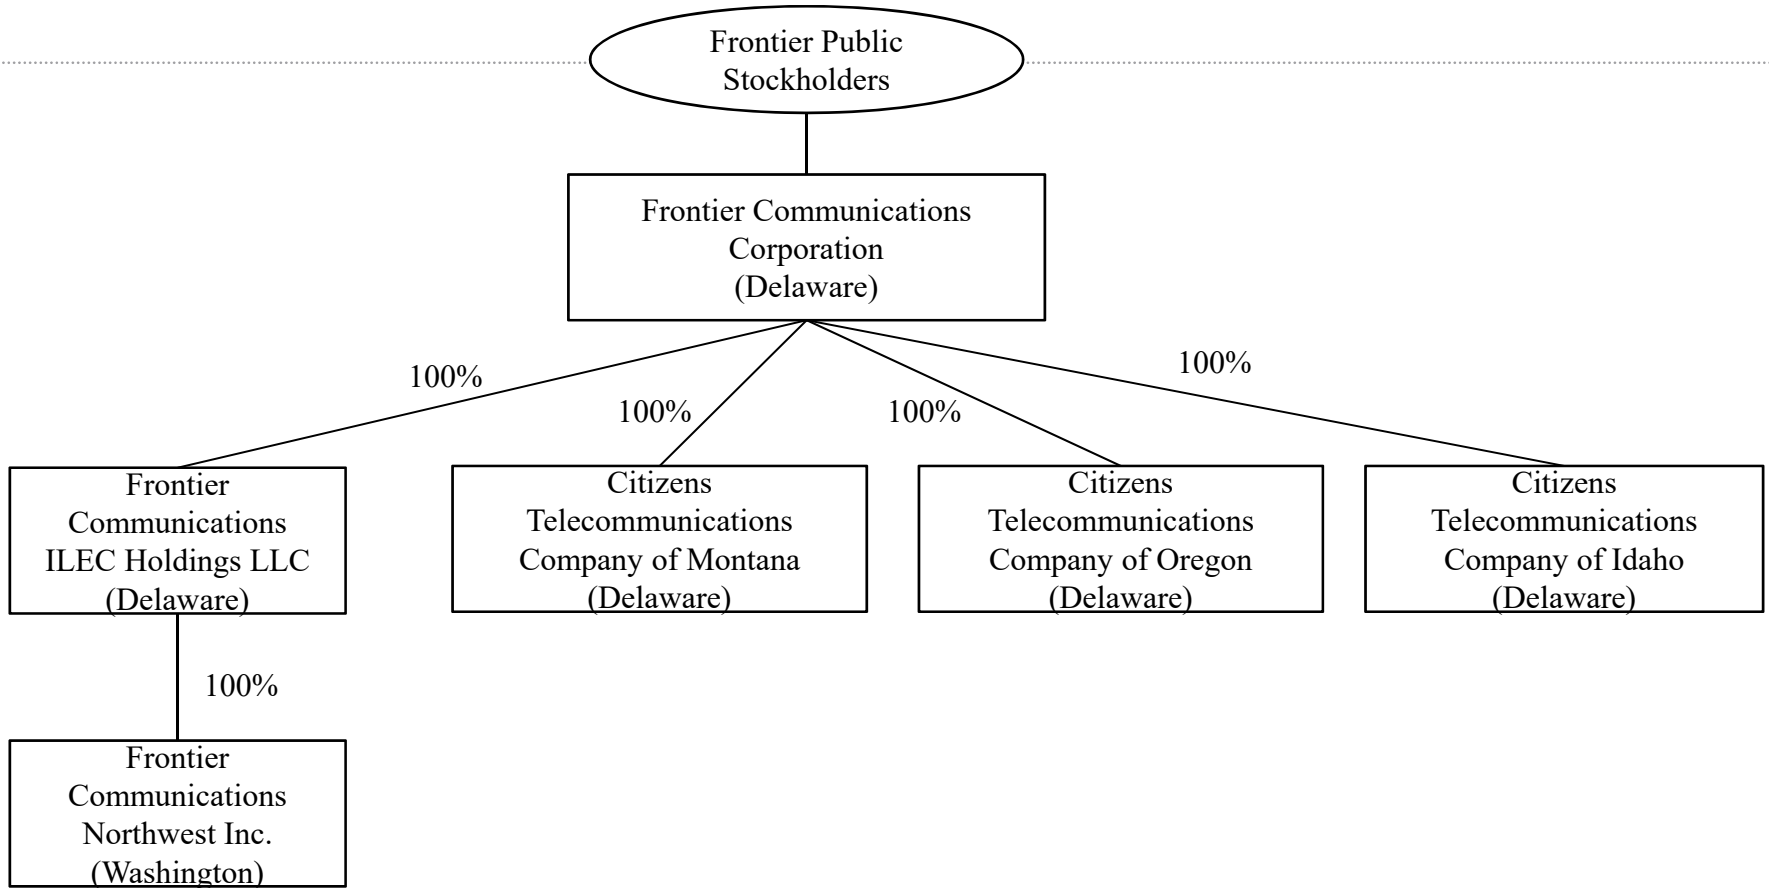 Frontier Public
Stockholders
Frontier Communications
Corporation
(Delaware)
100%
100%
100%
100%
Frontier
Communications
ILEC Holdings LLC
(Delaware)
Citizens
Telecommunications
Company of Montana
(Delaware)
Citizens
Telecommunications
Company of Oregon
(Delaware)
Citizens
Telecommunications
Company of Idaho
(Delaware)
100%
Frontier
Communications
Northwest Inc.
(Washington)